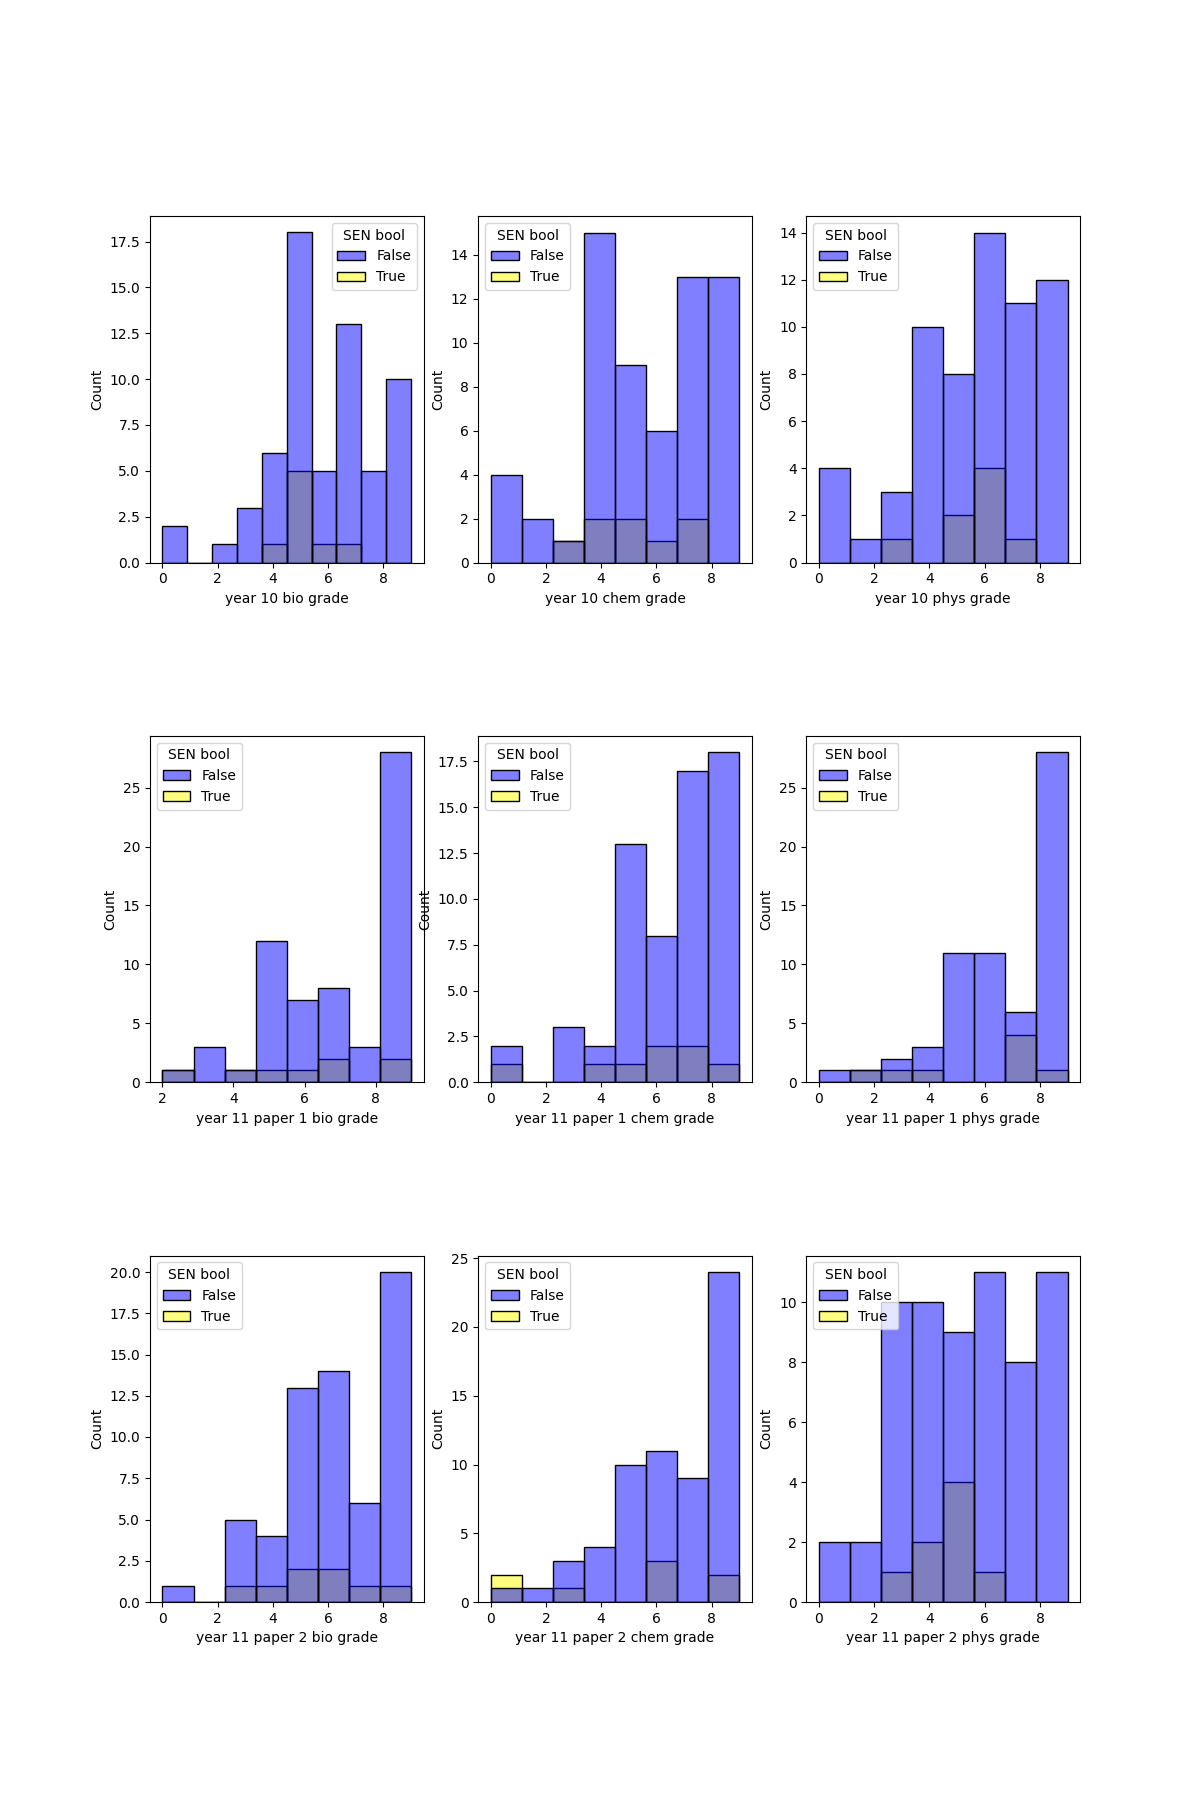 SEN bool
False
True
17.5
15.0
12.5
10.0
7.5
5.0
2.5
0.0
Count
0 2 4 6 8
year 10 bio grade
SEN bool
False
True
14
12
10
8
6
4
2
0
Count
0 2 4 6 8
year 10 chem grade
SEN bool
False
True
14
12
10
8
6
4
2
0
Count
0 2 4 6 8
year 10 phys grade
SEN bool
False
True
25
20
15
10
5
0
Count
2 4 6 8
year 11 paper 1 bio grade
SEN bool
False
True
17.5
15.0
12.5
10.0
7.5
5.0
2.5
0.0
Count
0 2 4 6 8
year 11 paper 1 chem grade
SEN bool
False
True
25
20
15
10
5
0
Count
0 2 4 6 8
year 11 paper 1 phys grade
SEN bool
False
True
20.0
17.5
15.0
12.5
10.0
7.5
5.0
2.5
0.0
Count
0 2 4 6 8
year 11 paper 2 bio grade
SEN bool
False
True
25
20
15
10
5
0
Count
0 2 4 6 8
year 11 paper 2 chem grade
SEN bool
False
True
10
8
6
4
2
0
Count
0 2 4 6 8
year 11 paper 2 phys grade